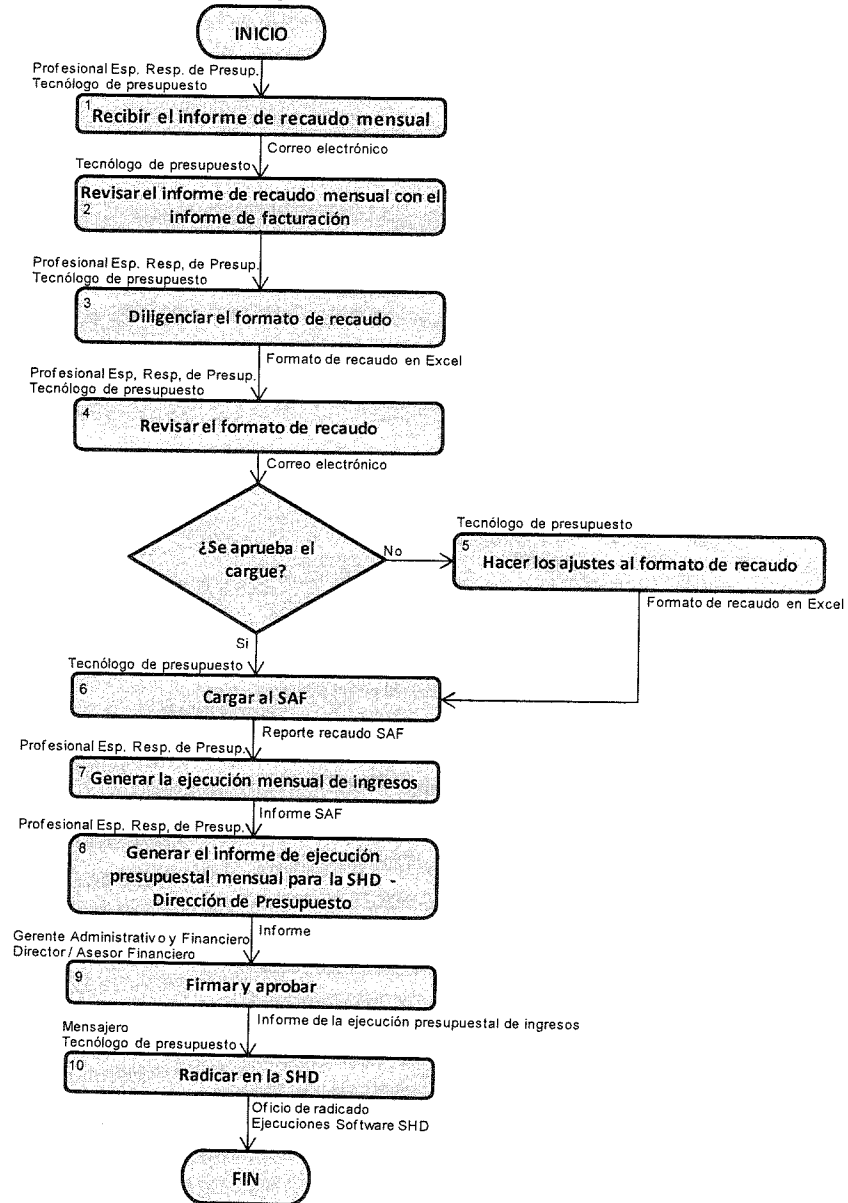 INICIO
Profesional Esp. Resp. de Presup.
Tecnólogo de presupuesto
1
Recibir el informe de recaudo mensual
Correo electrónico
Tecnólogo de presupuesto
Revisar el informe de recaudo mensual con el
2
informe de facturación
Profesional Esp. Resp, de Presup.
Tecnólogo de presupuesto
3
Diligenciar el formato de recaudo
Formato de recaudo en Excel
Profesional Esp, Resp, de Presup.
Tecnólogo de presupuesto
4
Revisar el formato de recaudo
Correo electrónico
¿Se aprueba el
cargue?
No
Tecnólogo de presupuesto
5
Hacer los ajustes al formato de recaudo
Formato de recaudo en Excel
Si
Tecnólogo de presupuesto
6
Cargar al SAF
Reporte recaudo SAF
Profesional Esp. Resp. de Presup.
7
Generar la ejecución mensual de ingresos
Informe SAF
Profesional Esp. Resp, de Presup.
8
Generar el informe de ejecución
presupuestal mensual para la SHD -
Dirección de Presupuesto
Informe
Gerente Administrativo y Financiero
Director / Asesor Financiero
9
Firmar y aprobar
Informe de la ejecución presupuestal de ingresos
Mensajero
Tecnólogo de presupuesto
10
Radicar en la SHD
Oficio de radicado
Ejecuciones Software SHD
FIN